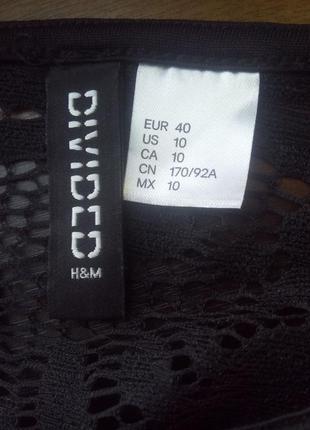 DIVIDED
H&M
EUR 40
US 10
CA 10
CN 170/92A
MX 10